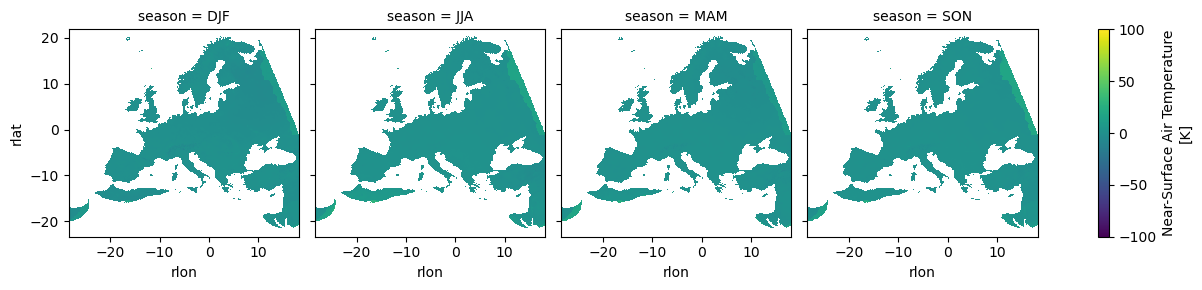 season = DJF
season = JJA
season = MAM
season = SON
20
10
0
−10
−20
rlat
−20
−10
0
10
rlon
−20
−10
0
10
rlon
−20
−10
0
10
rlon
−20
−10
0
10
rlon
100
50
0
−50
−100
Near-Surface Air Temperature
[K]